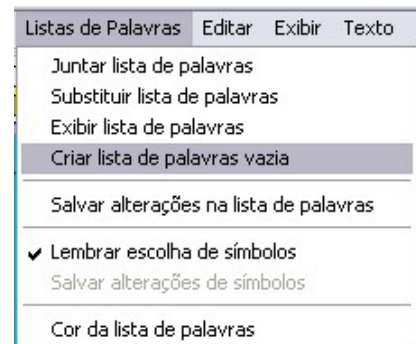 Listas de Palavras Editar Exibir Texto
Juntar lista de palavras
Substituir lista de palavras
Exibir lista de palavras
Criar lista de palavras vazia
Salvar alterações na lista de palavras
Lembrar escolha de símbolos
Salvar alterações de símbolos
Cor da lista de palavras